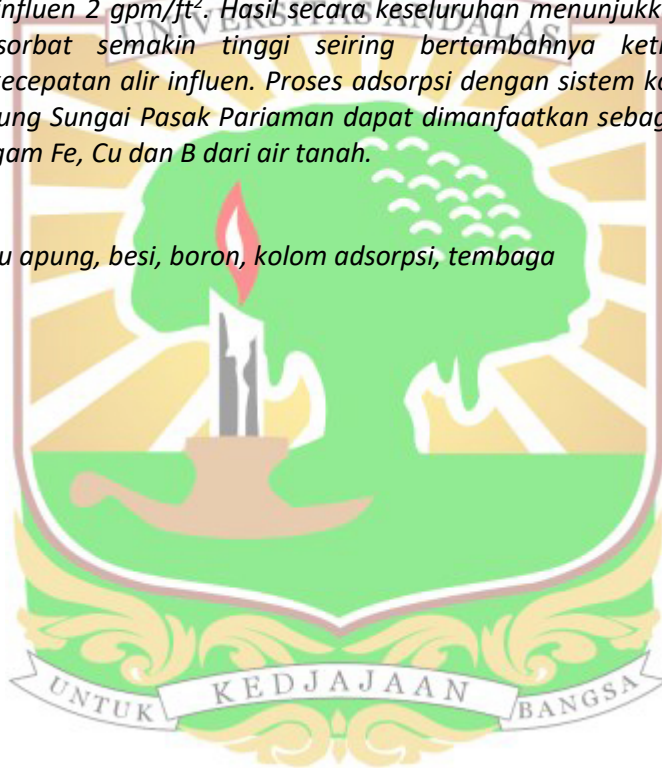 influen 2 gpm/ft². Hasil secara keseluruhan menunjukk
UNIVERSITAS ANDALAS
sorbat semakin tinggi seiring bertambahnya
ecepatan alir influen. Proses adsorpsi dengan sistem
ung Sungai Pasak Pariaman dapat dimanfaatkan sebag
gam Fe, Cu dan B dari air tanah.
u apung, besi, boron, kolom adsorpsi, tembaga
UNTUK KEDJAJAAN BANGSA